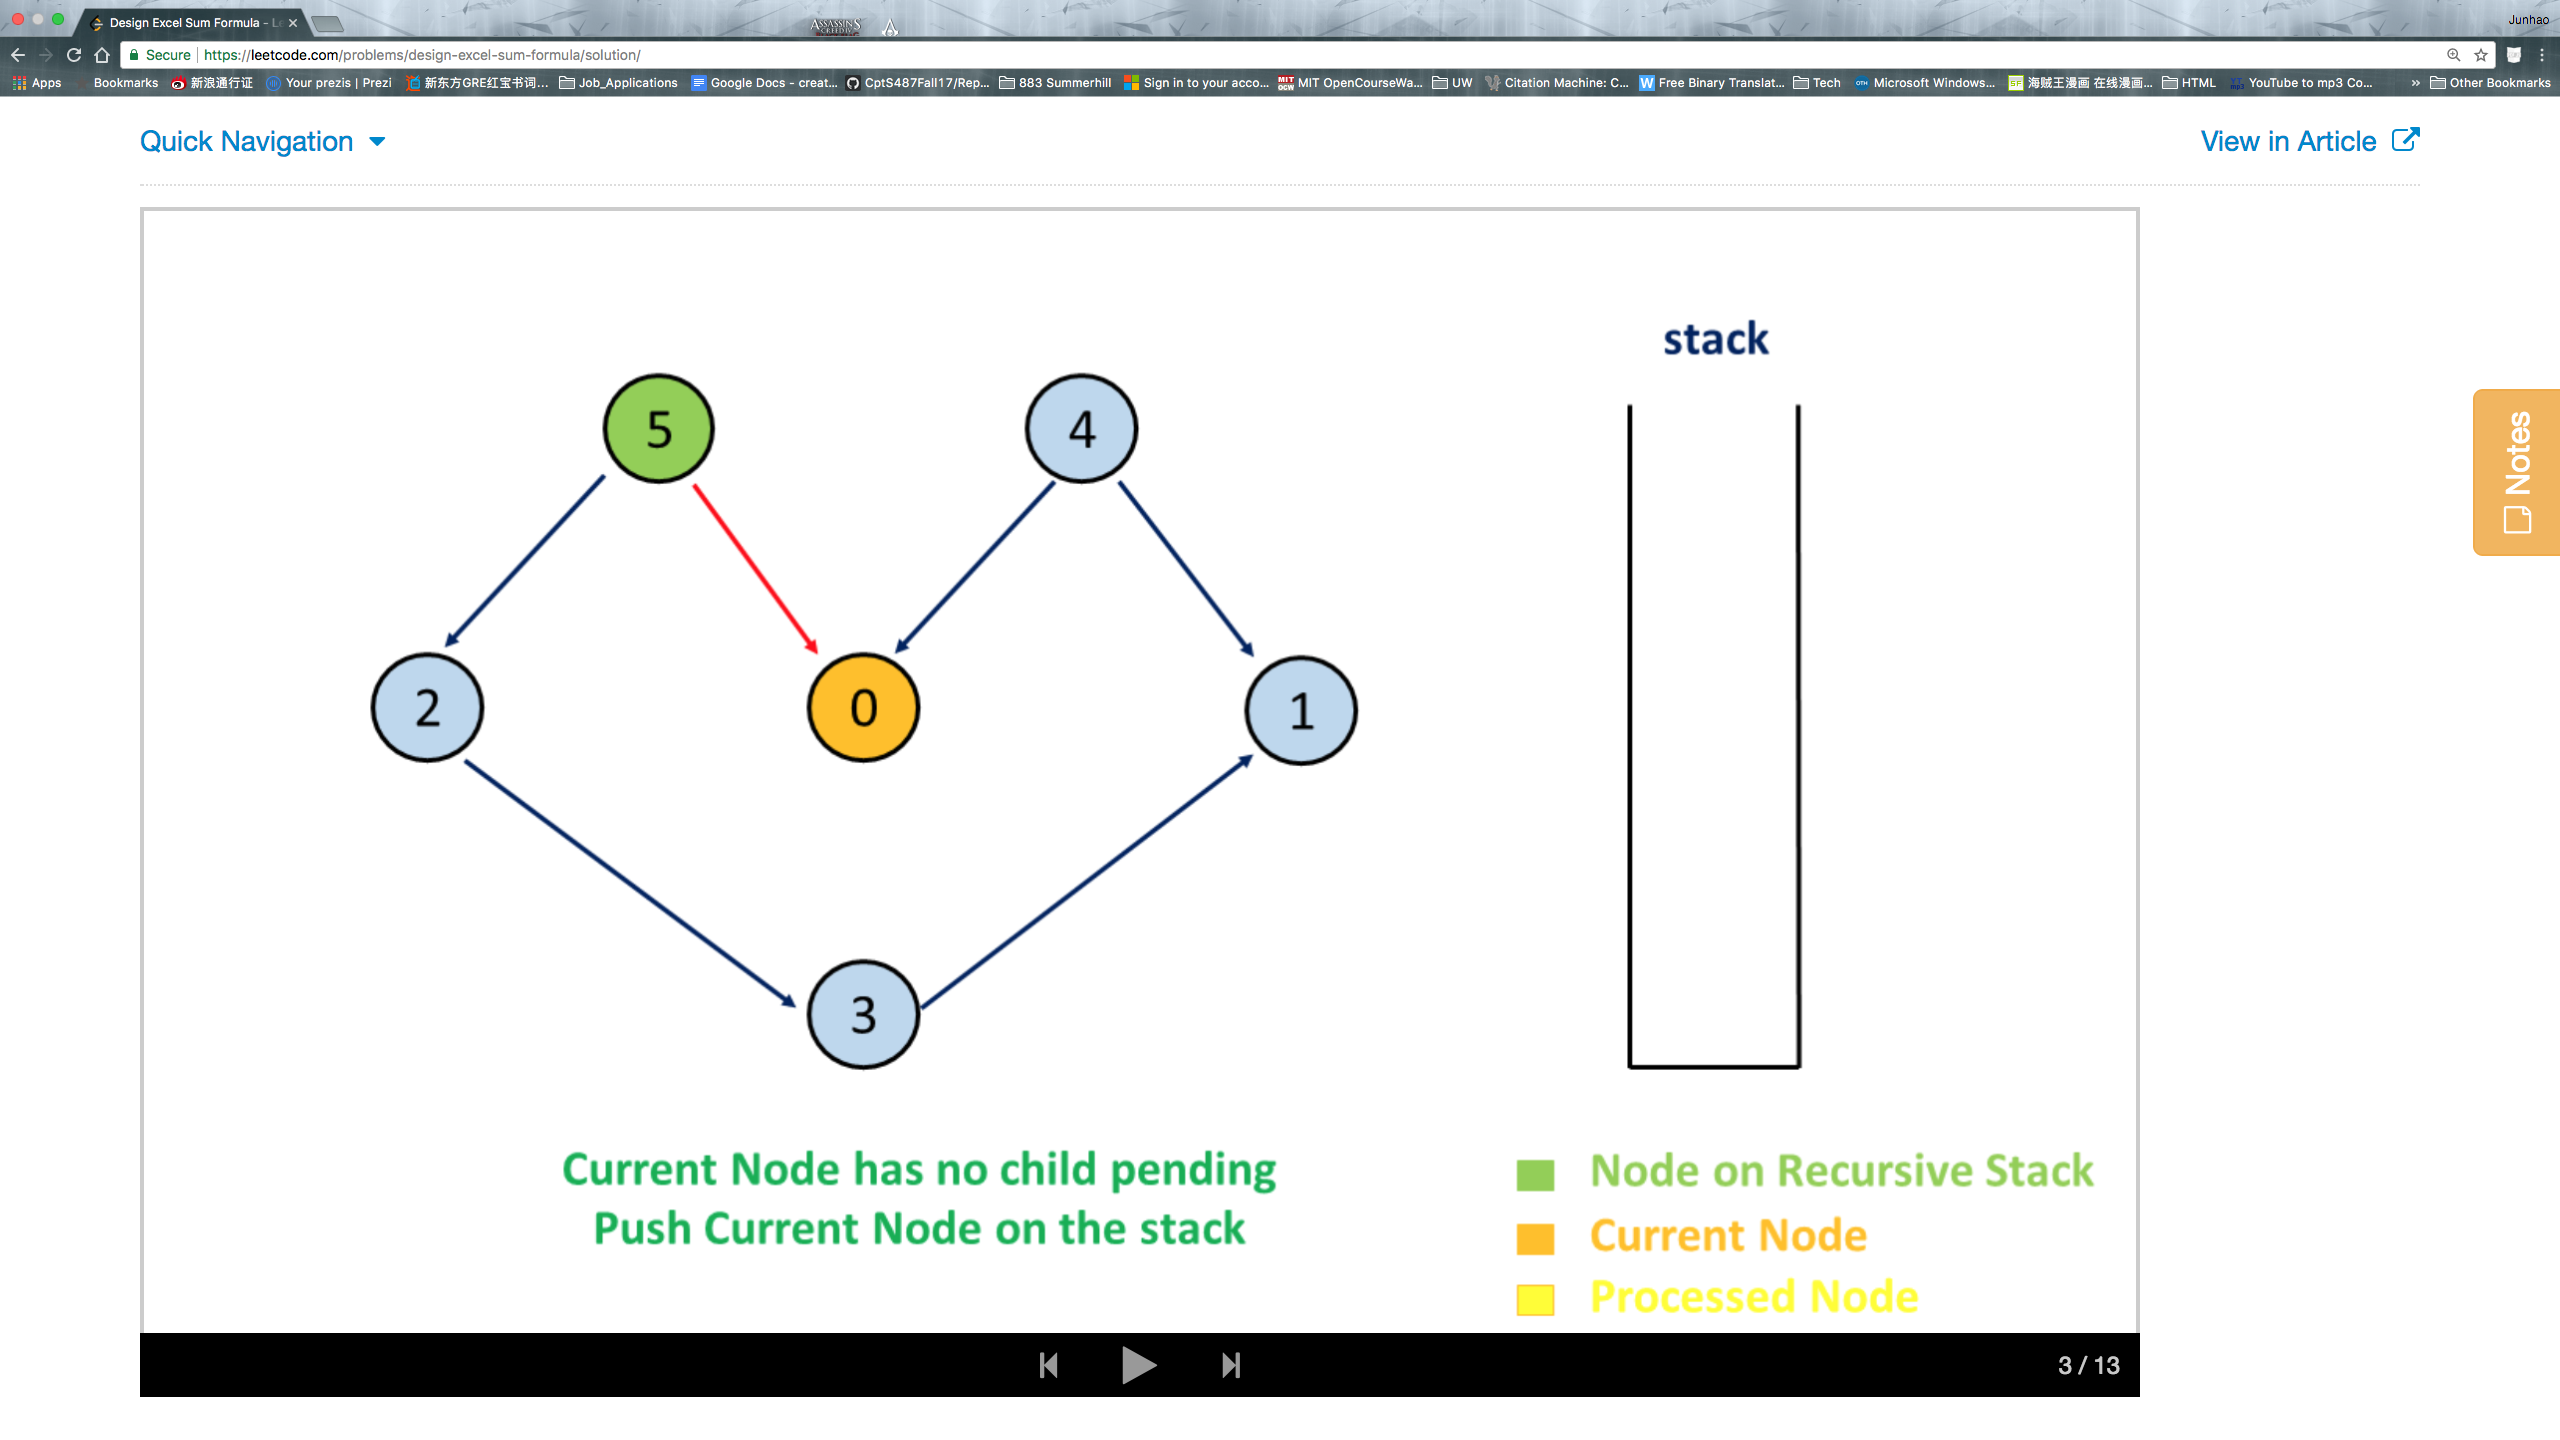 Design Excel Sum Formula - Le
ASSASSIN'S
Junhao
Secure https://leetcode.com/problems/design-excel-sum-formula/solution/
Apps Bookmarks 新浪通行证 Your prezis | Prezi 新东方GRE红宝书词... Job_Applications Google Docs - creat... CptS487Fall17/Rep... 883 Summerhill Sign in to your acco... MIT OpenCourseWa... UW Citation Machine: C... Free Binary Translat... Tech Microsoft Windows... 海贼王漫画 在线漫画... HTML YouTube to mp3 Co... » Other Bookmarks
Quick Navigation
View in Article
stack
5
4
Notes
2
0
1
3
Current Node has no child pending
Push Current Node on the stack
Node on Recursive Stack
Current Node
Processed Node
3 / 13